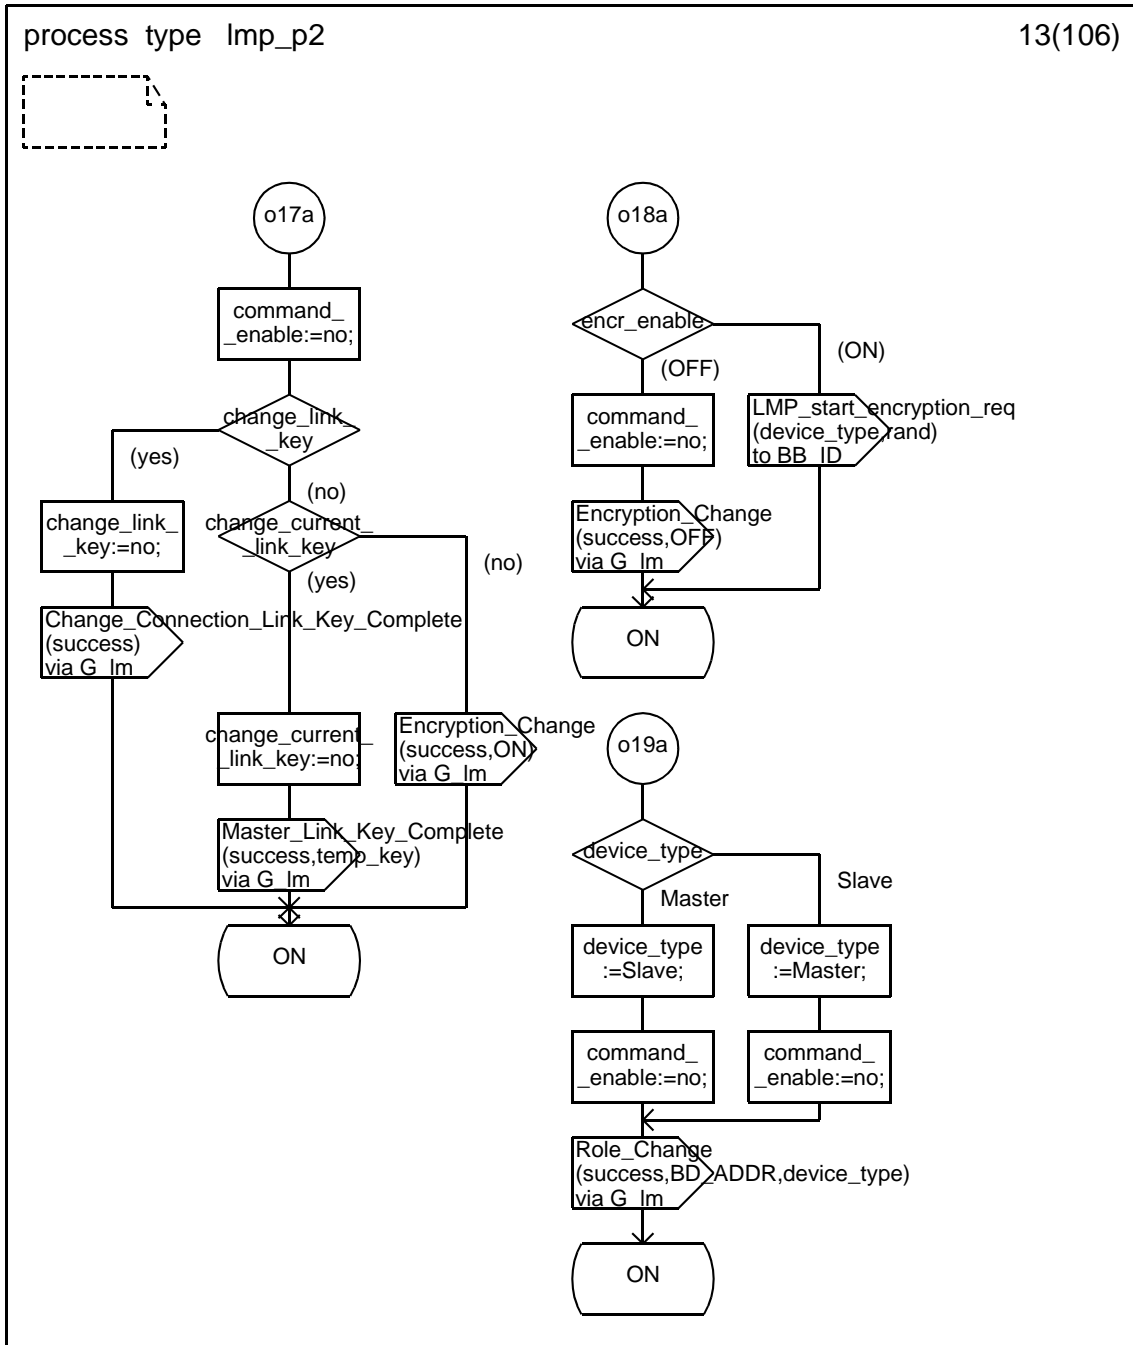 process type lmp_p2
13(106)
o17a
command_
_enable:=no;
change_link_
_key
(yes)
(no)
change_link_
_key:=no;
change_current_
_link_key
(no)
(yes)
Change_Connection_Link_Key_Complete
(success)
via G_lm
change_current_
_link_key:=no;
Encryption_Change
(success,ON)
via G_lm
Master_Link_Key_Complete
(success,temp_key)
via G_lm
ON
o18a
encr_enable
(ON)
(OFF)
command_
_enable:=no;
LMP_start_encryption_req
(device_type,rand)
to BB_ID
Encryption_Change
(success,OFF)
via G_lm
ON
o19a
device_type
Slave
Master
device_type
:=Slave;
device_type
:=Master;
command_
_enable:=no;
command_
_enable:=no;
Role_Change
(success,BD_ADDR,device_type)
via G_lm
ON